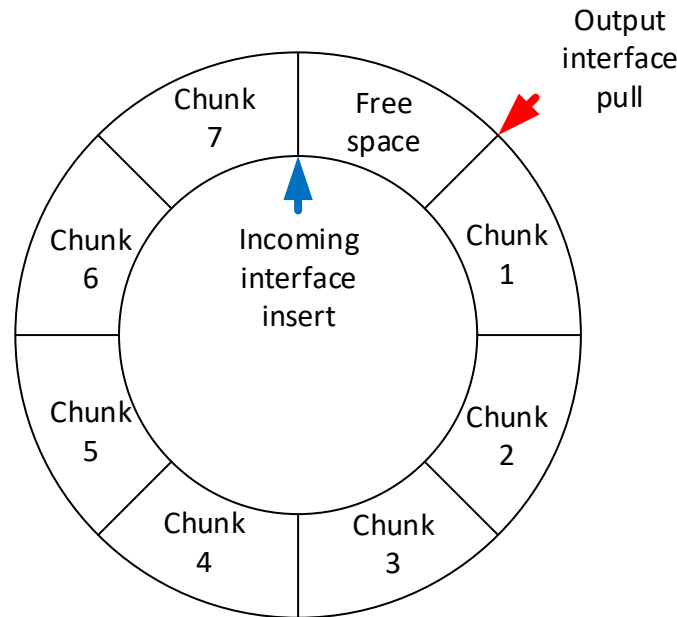 Output
interface
pull
Free
space
Chunk
1
Chunk
2
Chunk
3
Chunk
4
Chunk
5
Chunk
6
Chunk
7
Incoming
interface
insert